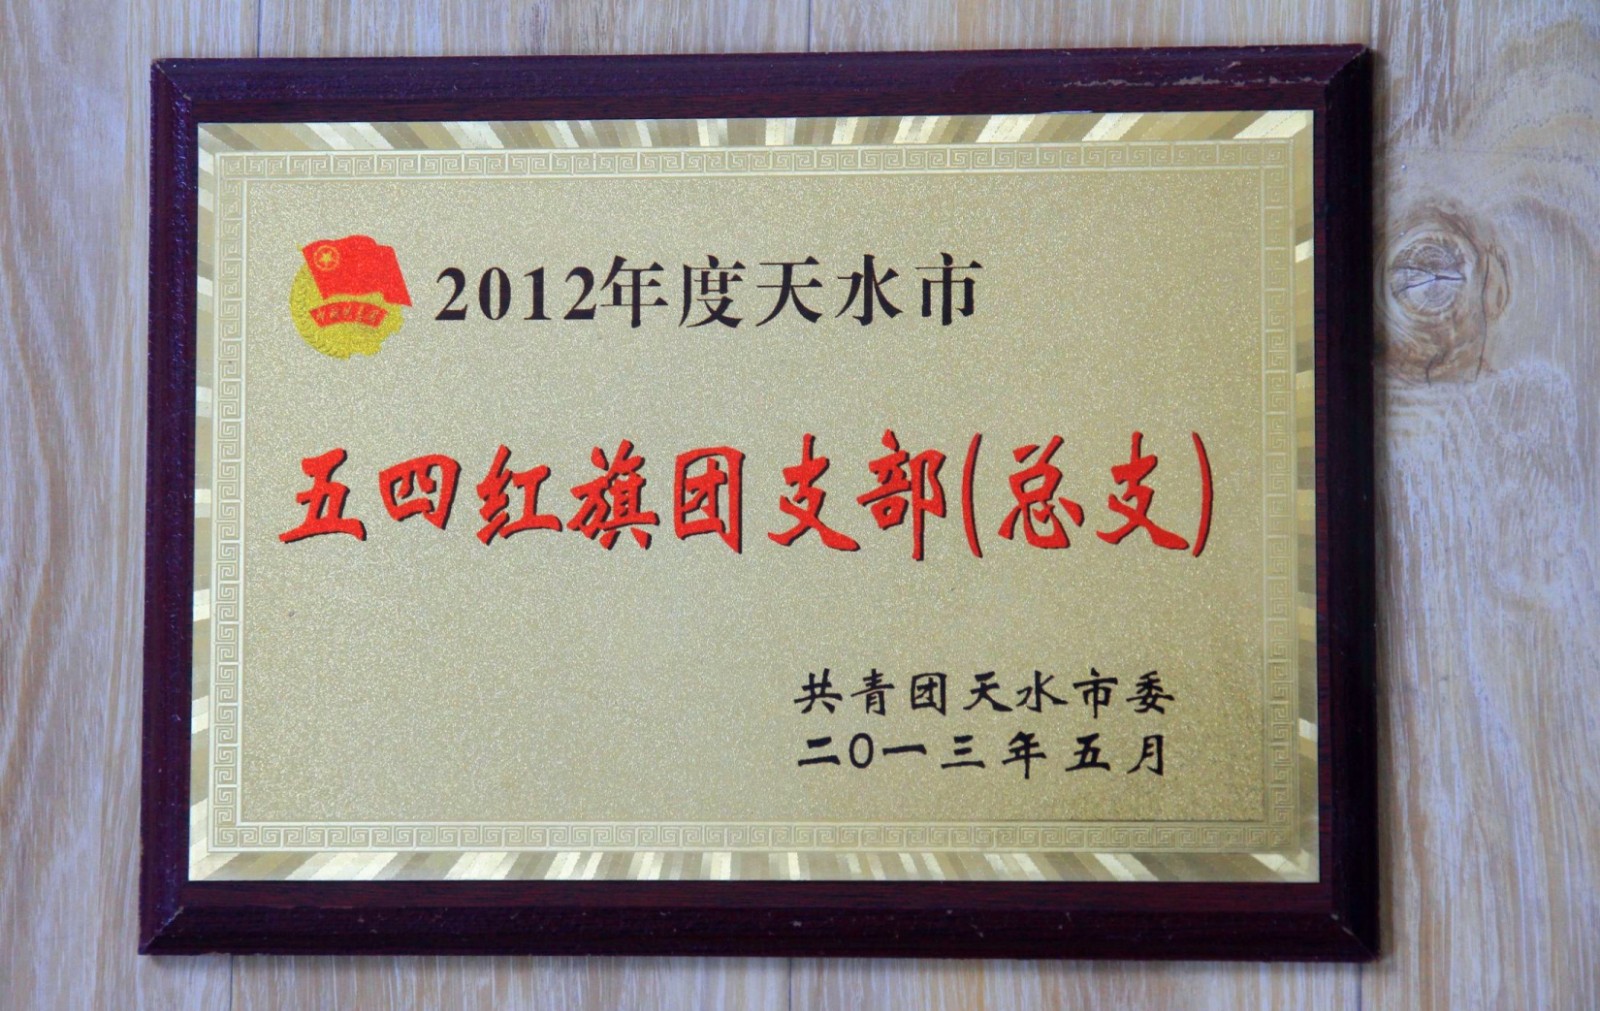 2012年度天水市
五四红旗团支部(总支)
共青团天水市委
二〇一三年五月